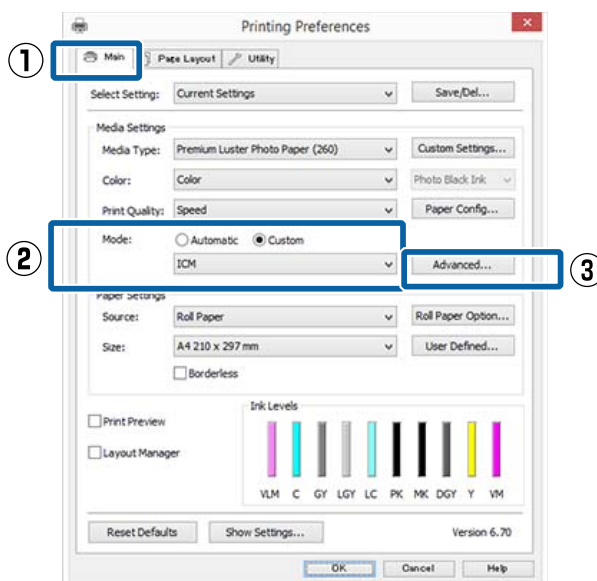 Printing Preferences
①
Main Page Layout Utility
Select Setting: Current Settings Save/Del...
Media Settings
Media Type: Premium Luster Photo Paper (260) Custom Settings...
Color: Color Photo Black Ink
Print Quality: Speed Paper Config...
②
Mode: Automatic Custom
ICM Advanced...
③
Paper Settings
Source: Roll Paper Roll Paper Option...
Size: A4 210 x 297 mm User Defined...
Borderless
Ink Levels
Print Preview
Layout Manager
VLM C GY LGY LC PK MK DGY Y VM
Reset Defaults Show Settings... Version 6.70
OK Cancel Help